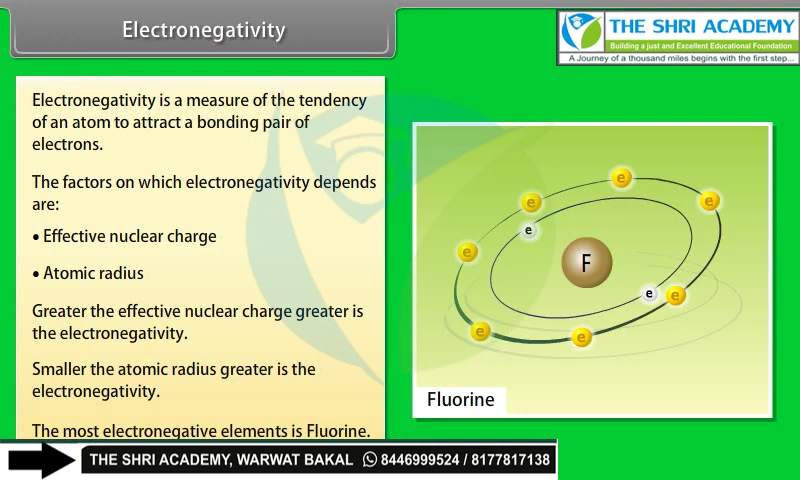 Electronegativity
THE SHRI ACADEMY
Building a just and Excellent Educational Foundation
A Journey of a thousand miles begins with the first step...
Electronegativity is a measure of the tendency
of an atom to attract a bonding pair of
electrons.
The factors on which electronegativity depends
are:
• Effective nuclear charge
• Atomic radius
Greater the effective nuclear charge greater is
the electronegativity.
Smaller the atomic radius greater is the
electronegativity.
The most electronegative elements is Fluorine.
e
e
e
e
e
e
F
e
e
e
Fluorine
THE SHRI ACADEMY, WARWAT BAKAL 8446999524 / 8177817138